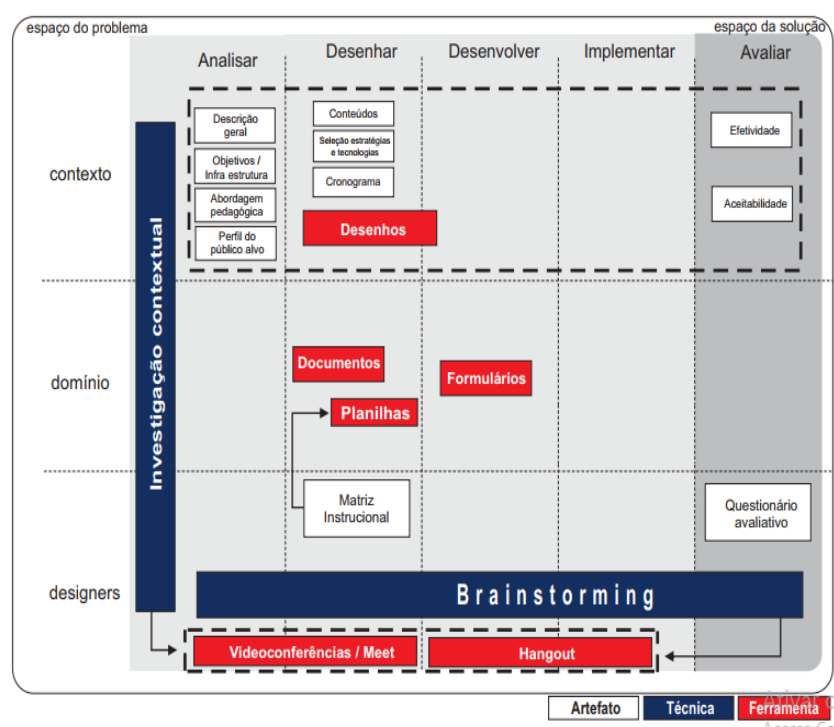 espaço do problema
espaço da solução
Analisar
Desenhar
Desenvolver
Implementar
Avaliar
contexto
Descrição
geral
Objetivos /
Infra estrutura
Abordagem
pedagógica
Perfil do
público alvo
Conteúdos
Seleção estratégias
e tecnologias
Cronograma
Desenhos
Efetividade
Aceitabilidade
Investigação contextual
domínio
Documentos
Planilhas
Formulários
designers
Matriz
Instrucional
Questionário
avaliativo
Brainstorming
Videoconferências / Meet
Hangout
Artefato
Técnica
Ferramenta